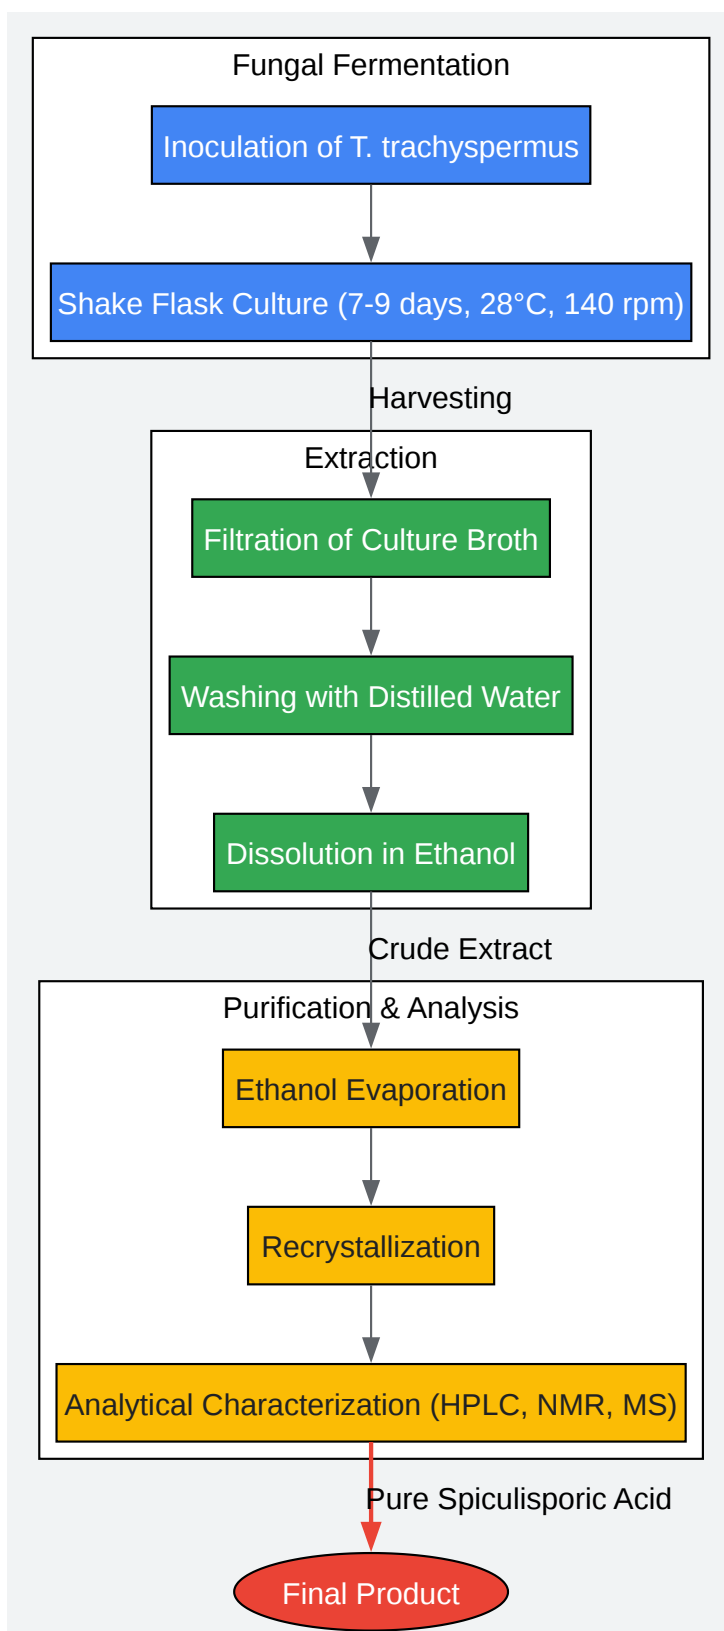 Fungal Fermentation
Inoculation of T. trachyspermus
Shake Flask Culture (7-9 days, 28°C, 140 rpm)
Harvesting
Extraction
Filtration of Culture Broth
Washing with Distilled Water
Dissolution in Ethanol
Crude Extract
Purification & Analysis
Ethanol Evaporation
Recrystallization
Analytical Characterization (HPLC, NMR, MS)
Pure Spiculisporic Acid
Final Product